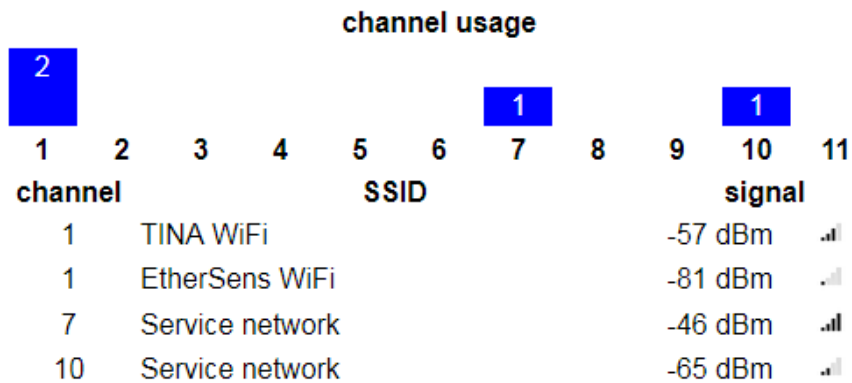 channel usage
2 1 1
1 2 3 4 5 6 7 8 9 10 11
channel SSID signal
1 TINA WiFi -57 dBm
1 EtherSens WiFi -81 dBm
7 Service network -46 dBm
10 Service network -65 dBm